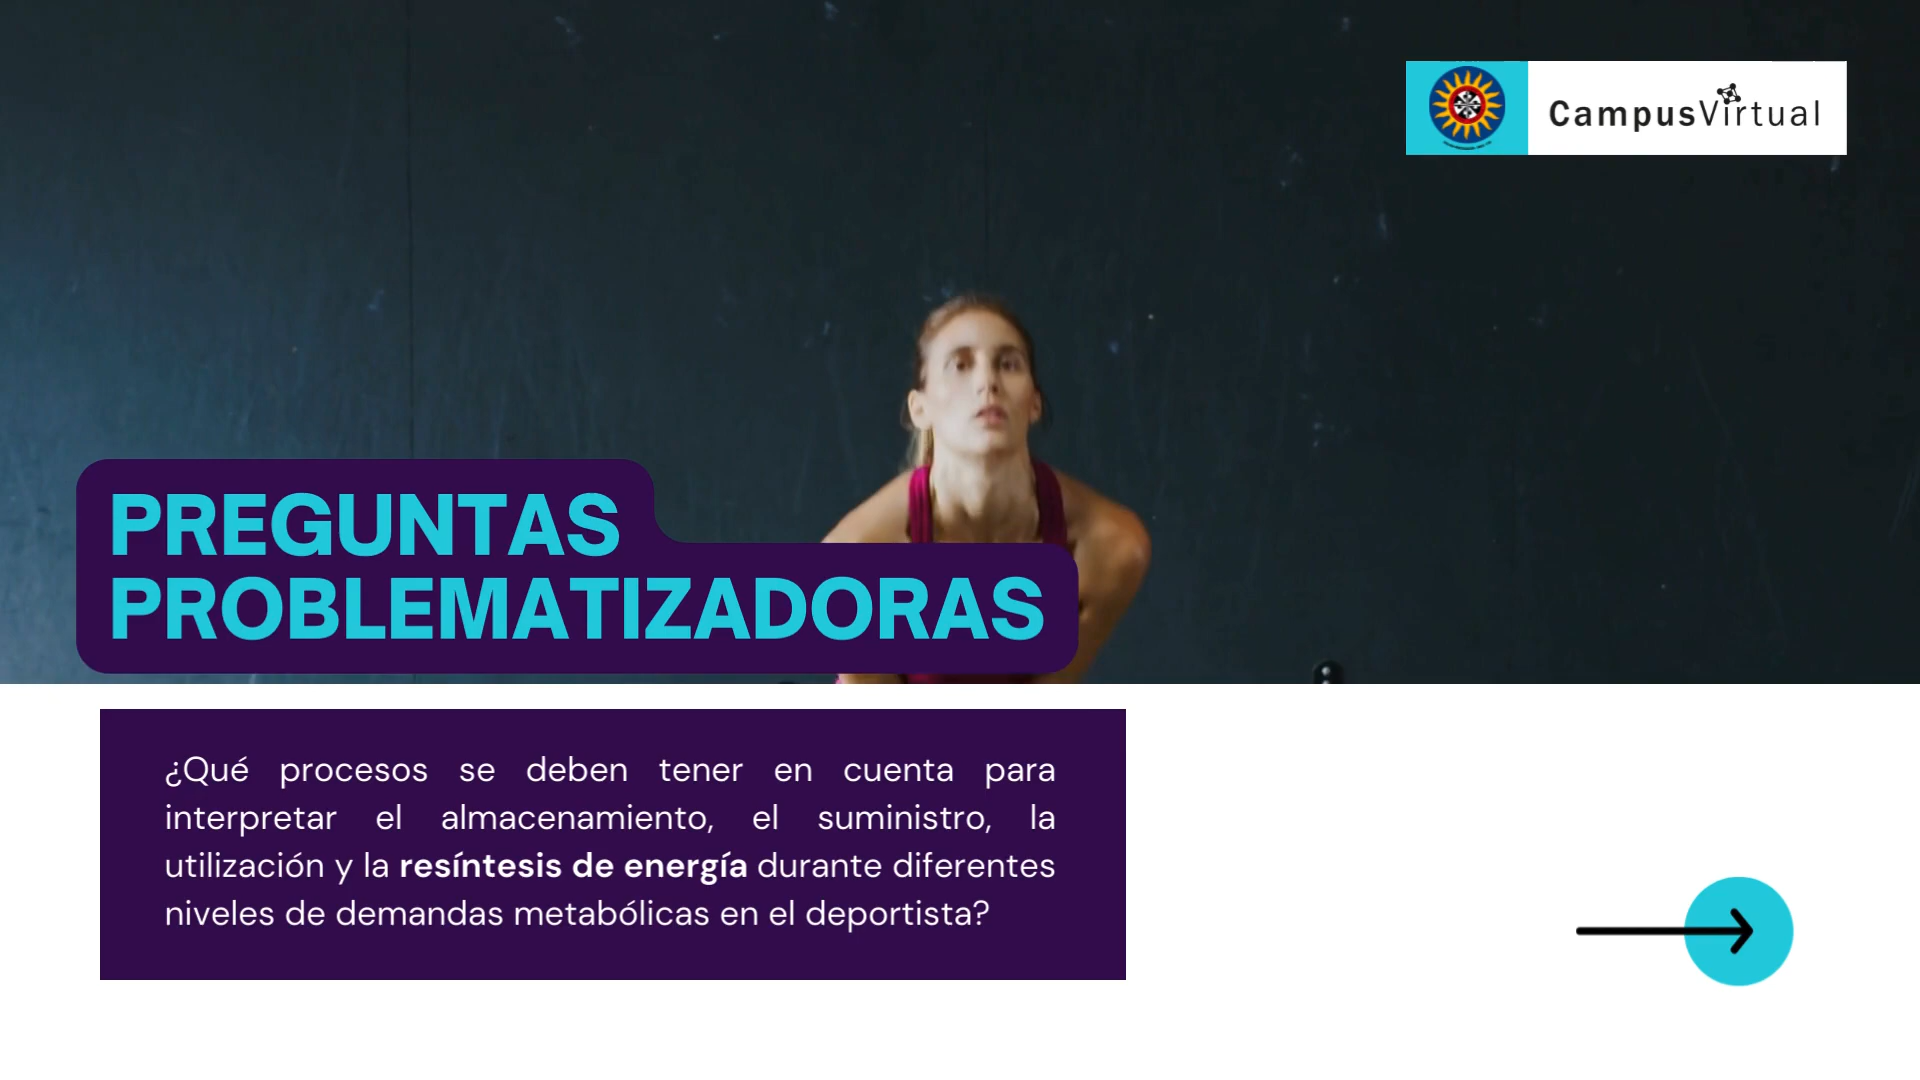 CampusVirtual
PREGUNTAS
PROBLEMATIZADORAS
¿Qué procesos se deben tener en cuenta para
interpretar el almacenamiento, el suministro, la
utilización y la resíntesis de energía durante diferentes
niveles de demandas metabólicas en el deportista?